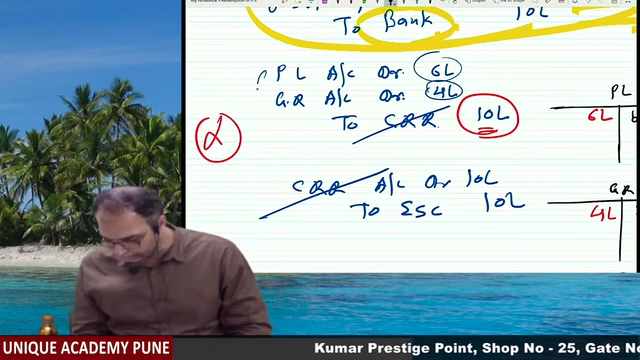 To Bank 10L
PL A/c Dr. 6L
G.R A/c Dr. 4L
To CRR 10L
PL
6L
α
CRR A/c Dr 10L
To ESC 10L
GR
4L
UNIQUE ACADEMY PUNE
Kumar Prestige Point, Shop No - 25, Gate No